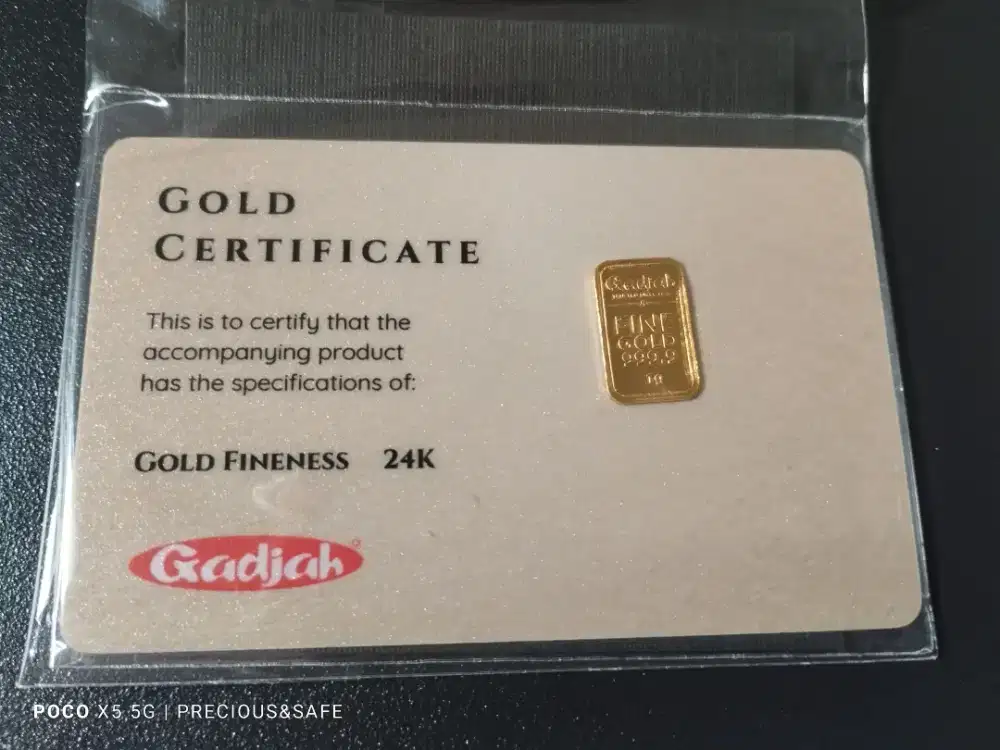 GOLD
CERTIFICATE
This is to certify that the
accompanying product
has the specifications of:
GOLD FINENESS 24K
Gadjah®
Gadjah
FINE
GOLD
999,9
1g
POCO X5 5G | PRECIOUS&SAFE